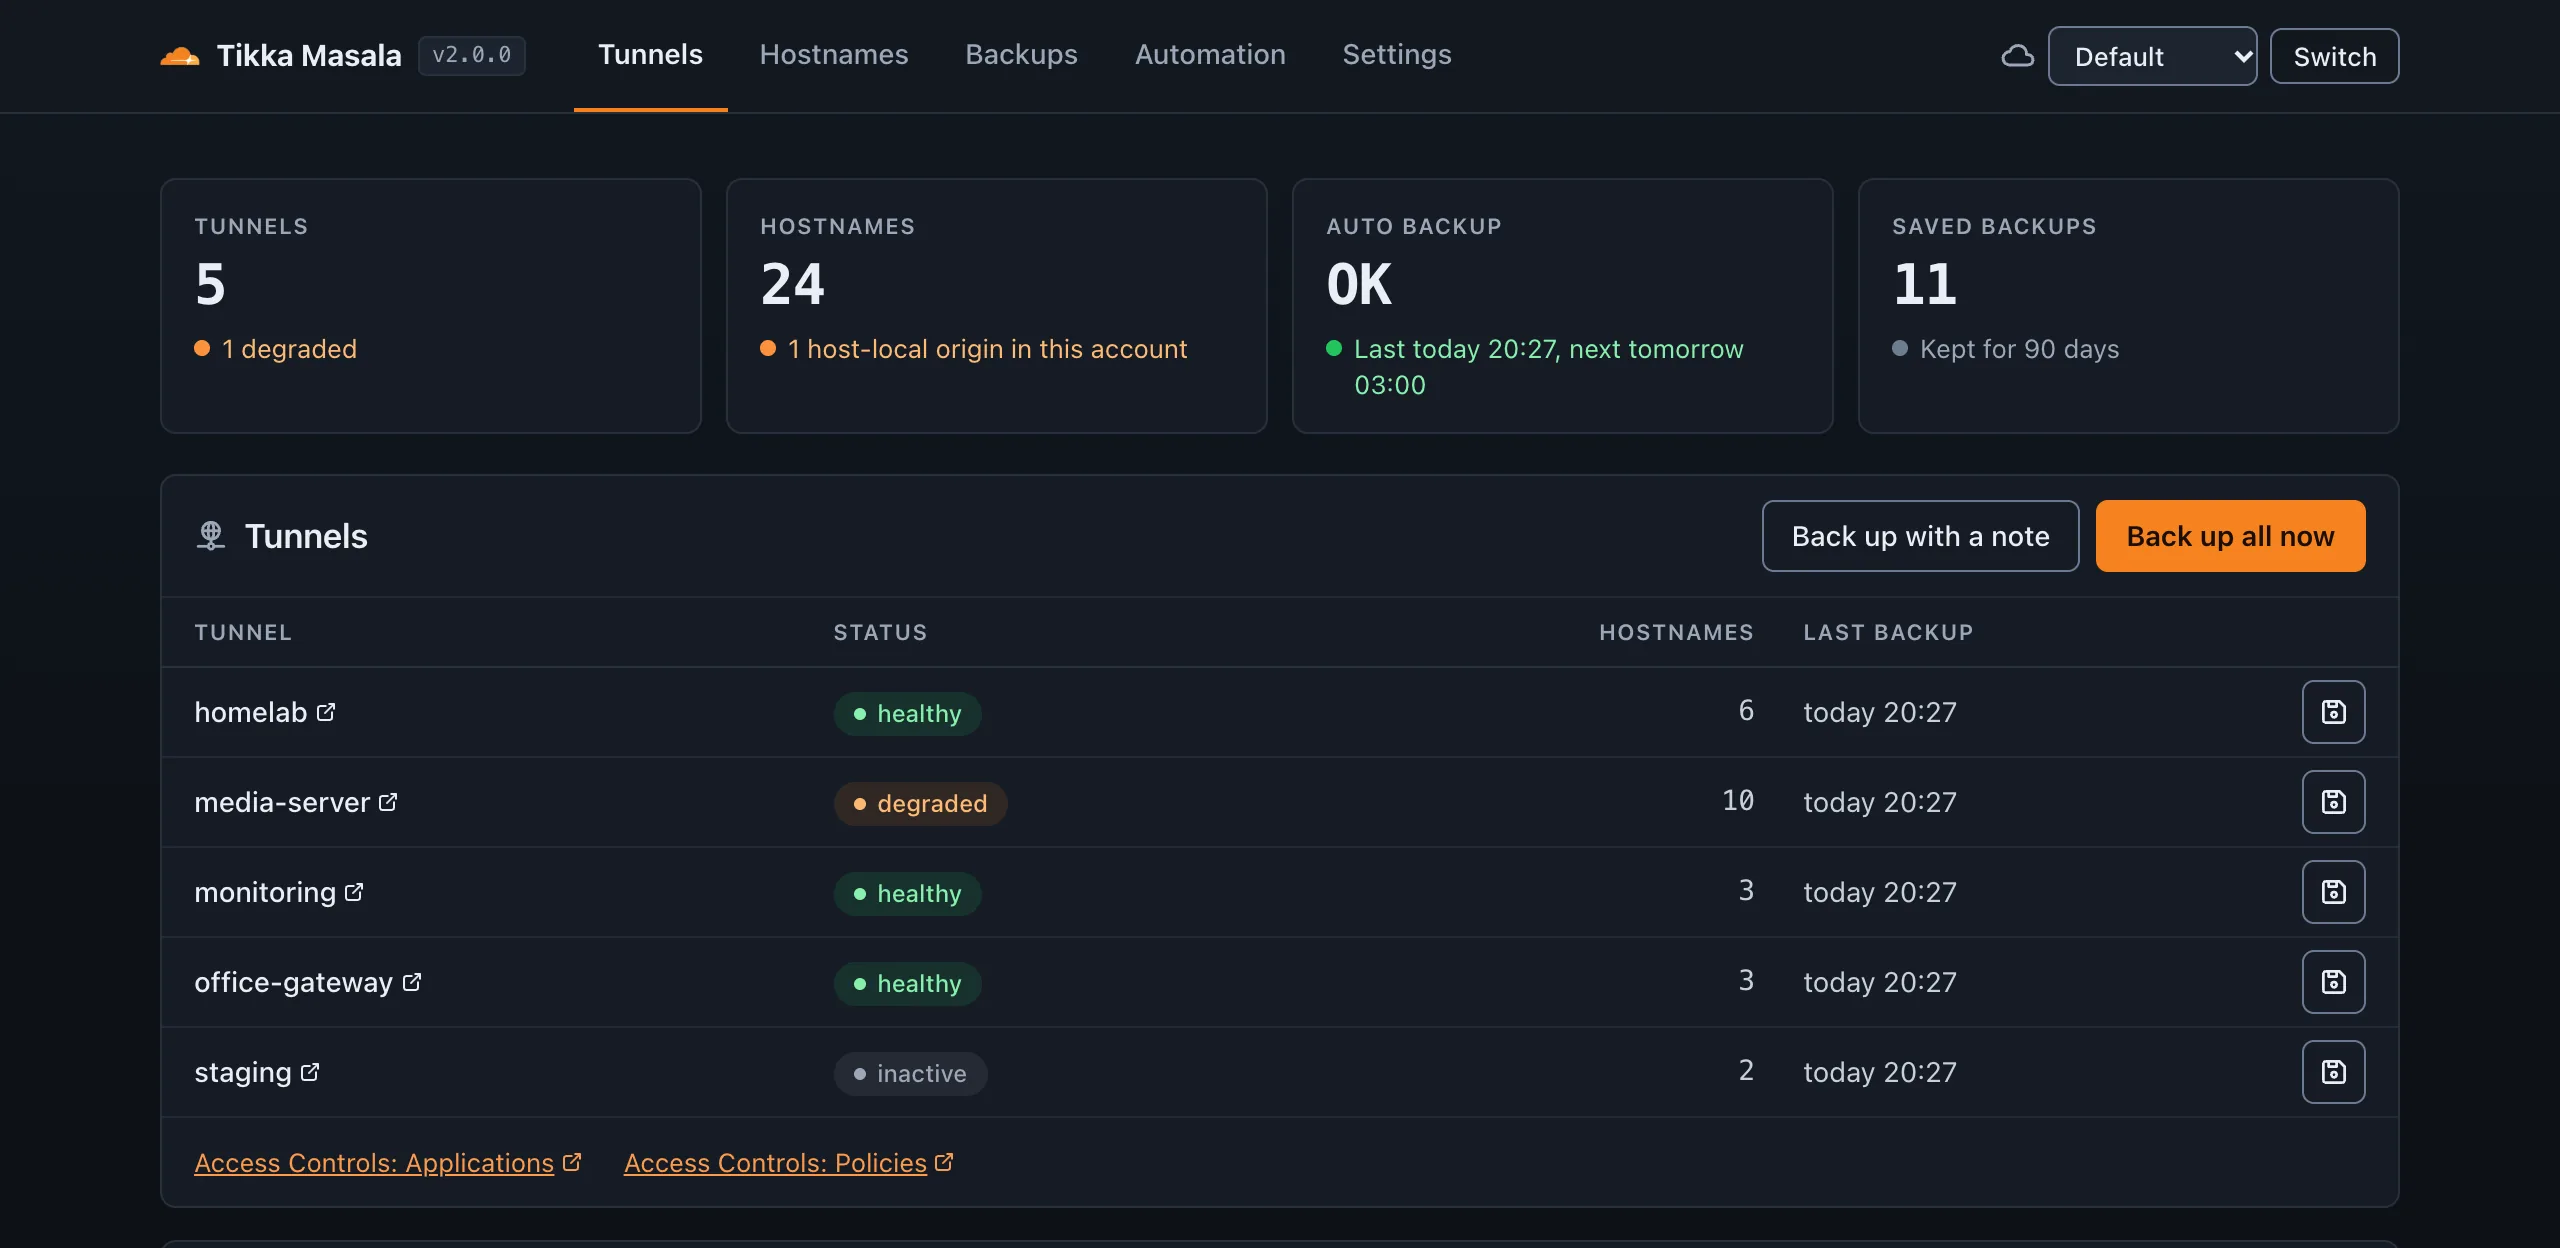 Tikka Masala v2.0.0 Tunnels Hostnames Backups Automation Settings Default Switch
TUNNELS
5
1 degraded
HOSTNAMES
24
1 host-local origin in this account
AUTO BACKUP
OK
Last today 20:27, next tomorrow
03:00
SAVED BACKUPS
11
Kept for 90 days
Tunnels Back up with a note Back up all now
TUNNEL STATUS HOSTNAMES LAST BACKUP
homelab healthy 6 today 20:27
media-server degraded 10 today 20:27
monitoring healthy 3 today 20:27
office-gateway healthy 3 today 20:27
staging inactive 2 today 20:27
Access Controls: Applications Access Controls: Policies